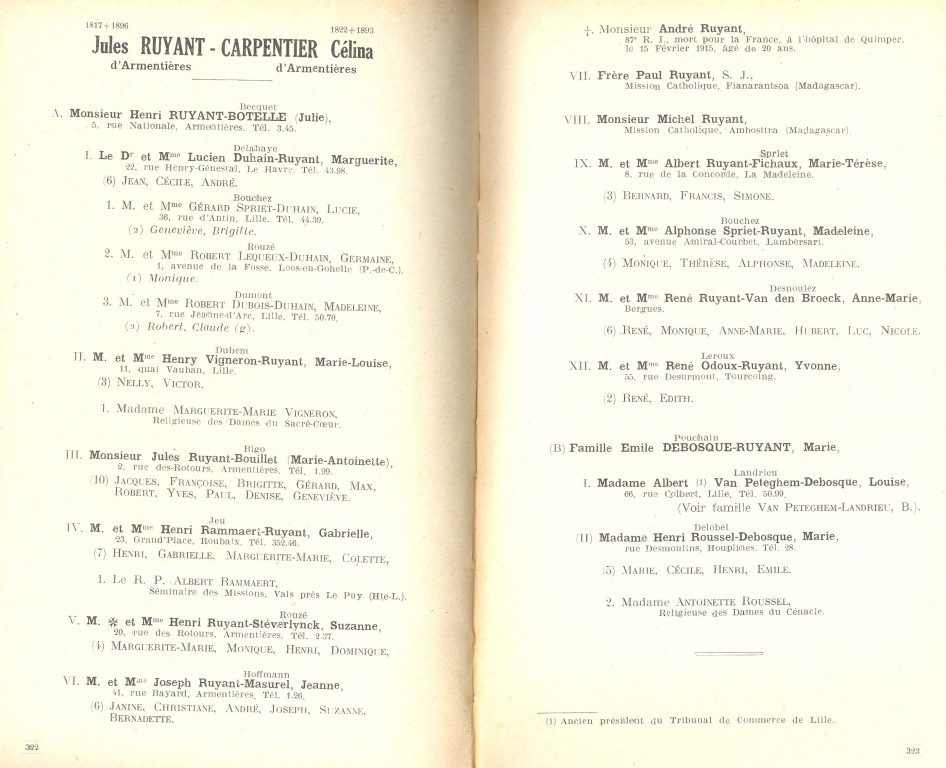 1817+1896
1822+1893
Jules RUYANT - CARPENTIER Célina
d'Armentières d'Armentières
Becquet
A. Monsieur Henri RUYANT-BOTELLE (Julie),
5, rue Nationale, Armentières. Tél. 3.45.
Delahaye
I. Le Dr et Mme Lucien Duhain-Ruyant, Marguerite,
22, rue Henry-Génestal, Le Havre. Tél. 43.98.
(6) JEAN, CÉCILE, ANDRÉ.
Bouchez
1. M. et Mme GÉRARD SPRIET-DUHAIN, LUCIE,
36, rue d'Antin, Lille. Tél. 44.39.
(2) Geneviève, Brigitte.
Rouzé
2. M. et Mme ROBERT LEQUEUX-DUHAIN, GERMAINE,
1, avenue de la Fosse, Loos-en-Gohelle (P.-de-C.).
(1) Monique.
Dumont
3. M. et Mme ROBERT DUBOIS-DUHAIN, MADELEINE,
7, rue Jeanne-d'Arc, Lille. Tél. 50.70.
(2) Robert, Claude (g).
Duhem
II. M. et Mme Henry Vigneron-Ruyant, Marie-Louise,
11, quai Vauban, Lille.
(3) NELLY, VICTOR.
1. Madame MARGUERITE-MARIE VIGNERON,
Religieuse des Dames du Sacré-Cœur.
Bigo
III. Monsieur Jules Ruyant-Bouillet (Marie-Antoinette),
2, rue des-Rotours, Armentières. Tél. 1.99.
(10) JACQUES, FRANÇOISE, BRIGITTE, GÉRARD, MAX,
ROBERT, YVES, PAUL, DENISE, GENEVIÈVE.
Jeu
IV. M. et Mme Henri Rammaert-Ruyant, Gabrielle,
23, Grand'Place, Roubaix. Tél. 352.46.
(7) HENRI, GABRIELLE, MARGUERITE-MARIE, COLETTE,
1. Le R. P. ALBERT RAMMAERT,
Séminaire des Missions, Vals près Le Puy (Hte-L.).
Rouzé
V. M. ✻ et Mme Henri Ruyant-Stéverlynck, Suzanne,
20, rue des Rotours, Armentières. Tél. 2.37.
(4) MARGUERITE-MARIE, MONIQUE, HENRI, DOMINIQUE,
Hoffmann
VI. M. et Mme Joseph Ruyant-Masurel, Jeanne,
41, rue Bayard, Armentières. Tél. 1.26.
(6) JANINE, CHRISTIANE, ANDRÉ, JOSEPH, SUZANNE,
BERNADETTE.
322
†. Monsieur André Ruyant,
87e R. I., mort pour la France, à l'hôpital de Quimper,
le 15 Février 1915, âgé de 20 ans.
VII. Frère Paul Ruyant, S. J.,
Mission Catholique, Fianarantsoa (Madagascar).
VIII. Monsieur Michel Ruyant,
Mission Catholique, Ambositra (Madagascar).
Spriet
IX. M. et Mme Albert Ruyant-Fichaux, Marie-Térèse,
8, rue de la Concorde, La Madeleine.
(3) BERNARD, FRANCIS, SIMONE.
Bouchez
X. M. et Mme Alphonse Spriet-Ruyant, Madeleine,
53, avenue Amiral-Courbet, Lambersart.
(4) MONIQUE, THÉRÈSE, ALPHONSE, MADELEINE.
Desnoulez
XI. M. et Mme René Ruyant-Van den Broeck, Anne-Marie,
Bergues.
(6) RENÉ, MONIQUE, ANNE-MARIE, HUBERT, LUC, NICOLE.
Leroux
XII. M. et Mme René Odoux-Ruyant, Yvonne,
55, rue Desurmont, Tourcoing.
(2) RENÉ, EDITH.
Pouchain
(B) Famille Emile DEBOSQUE-RUYANT, Marie,
Landrieu
I. Madame Albert (1) Van Peteghem-Debosque, Louise,
66, rue Colbert, Lille. Tél. 50.99.
(Voir famille VAN PETEGHEM-LANDRIEU, B.).
Delobel
(II) Madame Henri Roussel-Debosque, Marie,
rue Desmoulins, Houplines. Tél. 28.
(5) MARIE, CÉCILE, HENRI, EMILE.
2. Madame ANTOINETTE ROUSSEL,
Religieuse des Dames du Cénacle.
(1) Ancien président du Tribunal de Commerce de Lille.
323